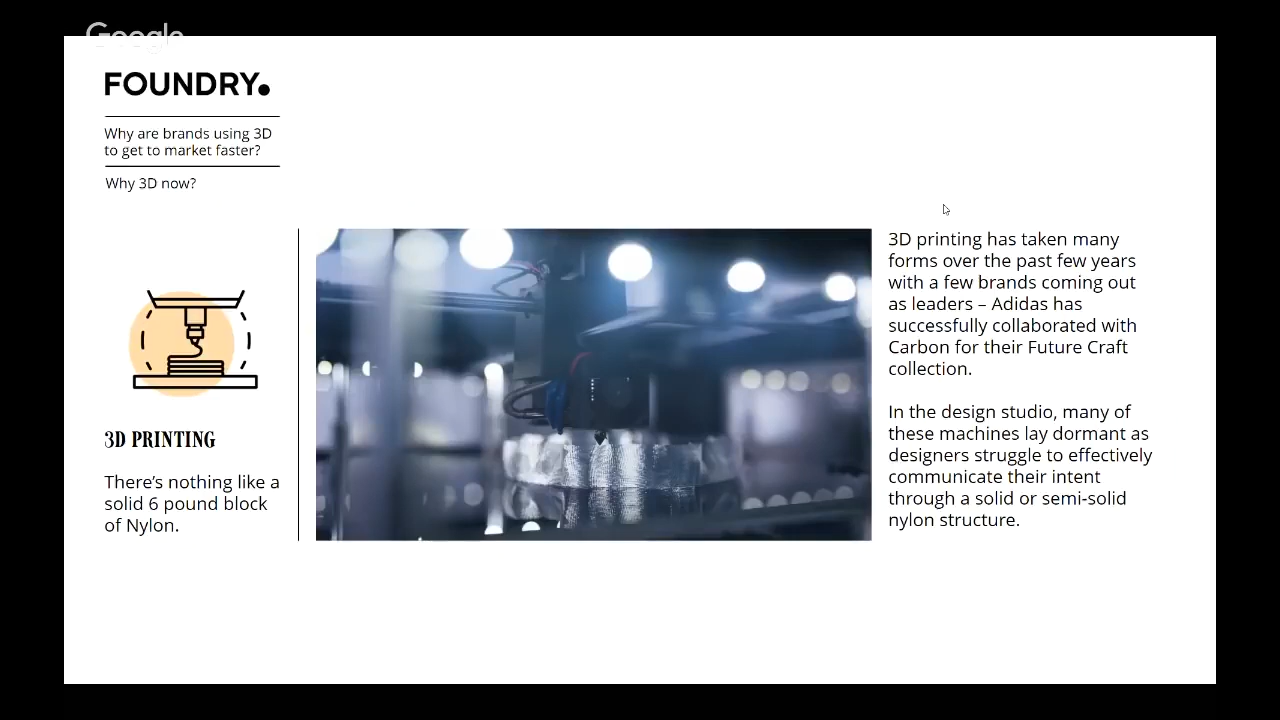 Google
FOUNDRY.
Why are brands using 3D
to get to market faster?
Why 3D now?
3D PRINTING
There's nothing like a
solid 6 pound block
of Nylon.
3D printing has taken many
forms over the past few years
with a few brands coming out
as leaders – Adidas has
successfully collaborated with
Carbon for their Future Craft
collection.
In the design studio, many of
these machines lay dormant as
designers struggle to effectively
communicate their intent
through a solid or semi-solid
nylon structure.